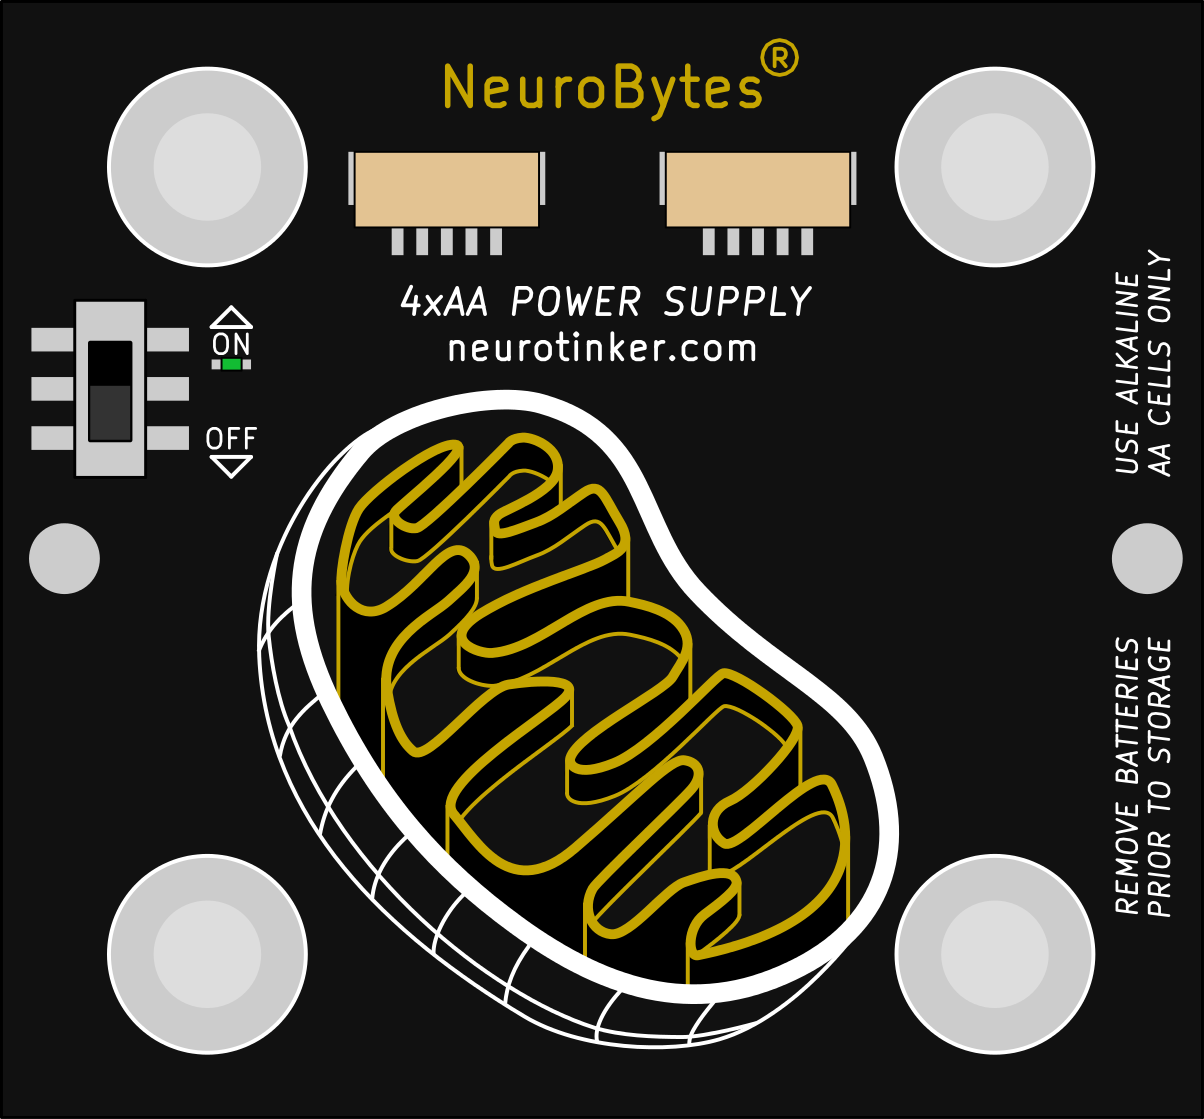 NeuroBytes®
4xAA POWER SUPPLY
neurotinker.com
ON
OFF
USE ALKALINE
AA CELLS ONLY
REMOVE BATTERIES
PRIOR TO STORAGE